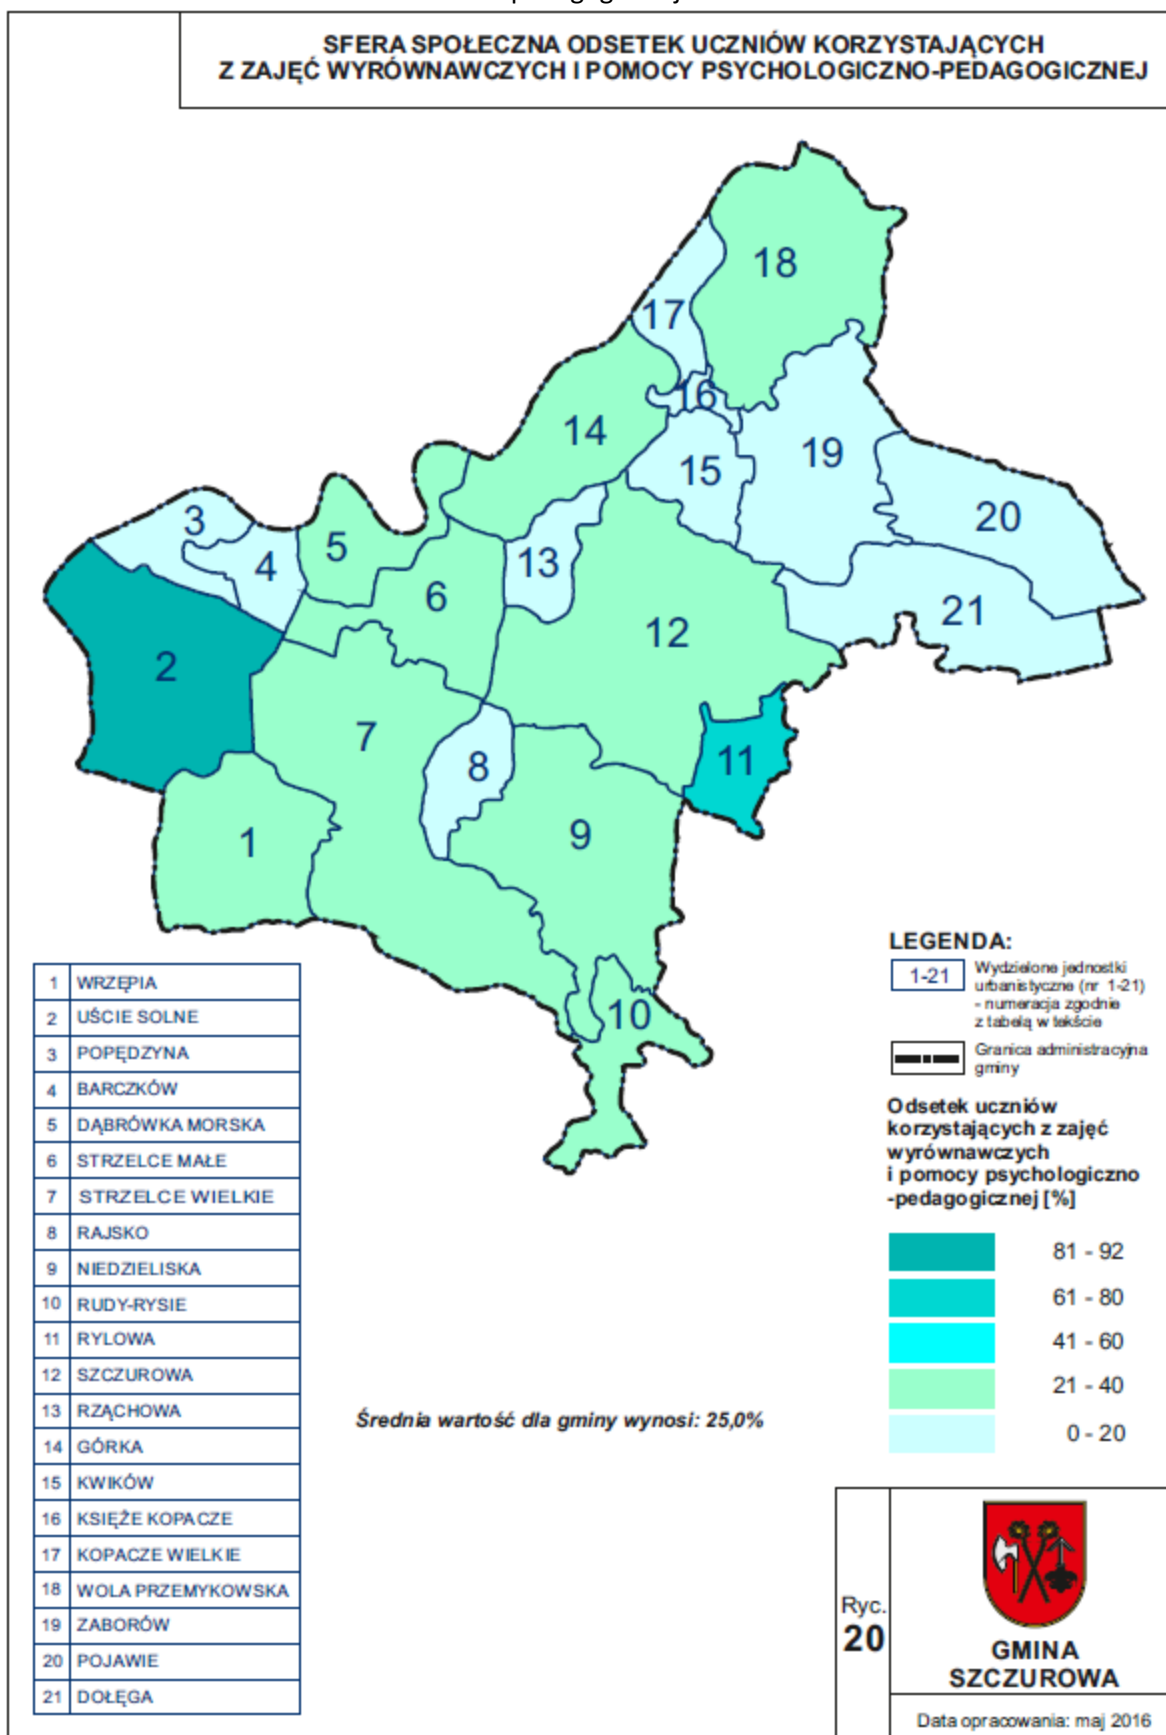 SFERA SPOŁECZNA ODSETEK UCZNIÓW KORZYSTAJĄCYCH
Z ZAJĘĆ WYRÓWNAWCZYCH I POMOCY PSYCHOLOGICZNO-PEDAGOGICZNEJ
18
17
16
14
19
15
20
3
5
4
13
6
21
12
2
7
8
11
9
1
10
1 WRZĘPIA
2 UŚCIE SOLNE
3 POPĘDZYNA
4 BARCZKÓW
5 DĄBRÓWKA MORSKA
6 STRZELCE MAŁE
7 STRZELCE WIELKIE
8 RAJSKO
9 NIEDZIELISKA
10 RUDY-RYSIE
11 RYLOWA
12 SZCZUROWA
13 RZĄCHOWA
14 GÓRKA
15 KWIKÓW
16 KSIĘŻE KOPACZE
17 KOPACZE WIELKIE
18 WOLA PRZEMYKOWSKA
19 ZABORÓW
20 POJAWIE
21 DOŁĘGA
Średnia wartość dla gminy wynosi: 25,0%
LEGENDA:
1-21
Wydzielone jednostki
urbanistyczne (nr 1-21)
- numeracja zgodnie
z tabelą w tekście
Granica administracyjna
gminy
Odsetek uczniów
korzystających z zajęć
wyrównawczych
i pomocy psychologiczno
-pedagogicznej [%]
81 - 92
61 - 80
41 - 60
21 - 40
0 - 20
Ryc.
20
GMINA
SZCZUROWA
Data opracowania: maj 2016